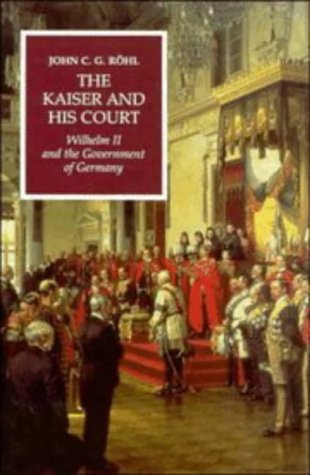 JOHN C. G. RÖHL
THE
KAISER AND
HIS COURT
Wilhelm II
and the Government
of Germany